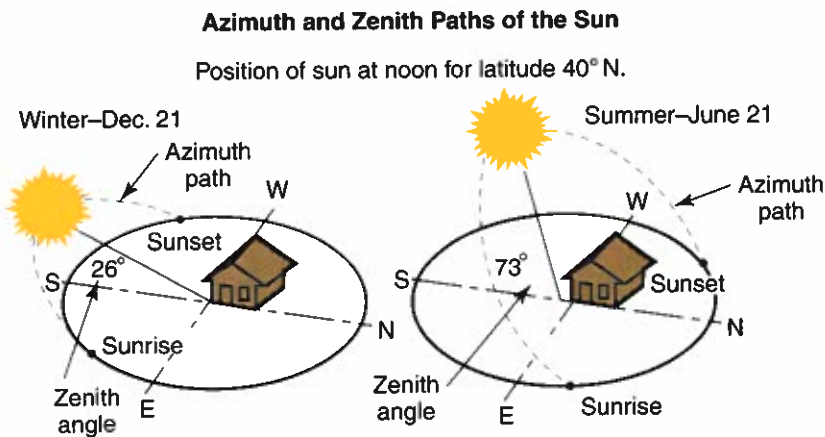 Azimuth and Zenith Paths of the Sun
Position of sun at noon for latitude 40° N.
Winter–Dec. 21
Azimuth
path
W
Sunset
26°
S
N
Sunrise
Zenith
angle
E
Summer–June 21
Azimuth
path
W
73°
S
Sunset
N
Zenith
angle
E
Sunrise